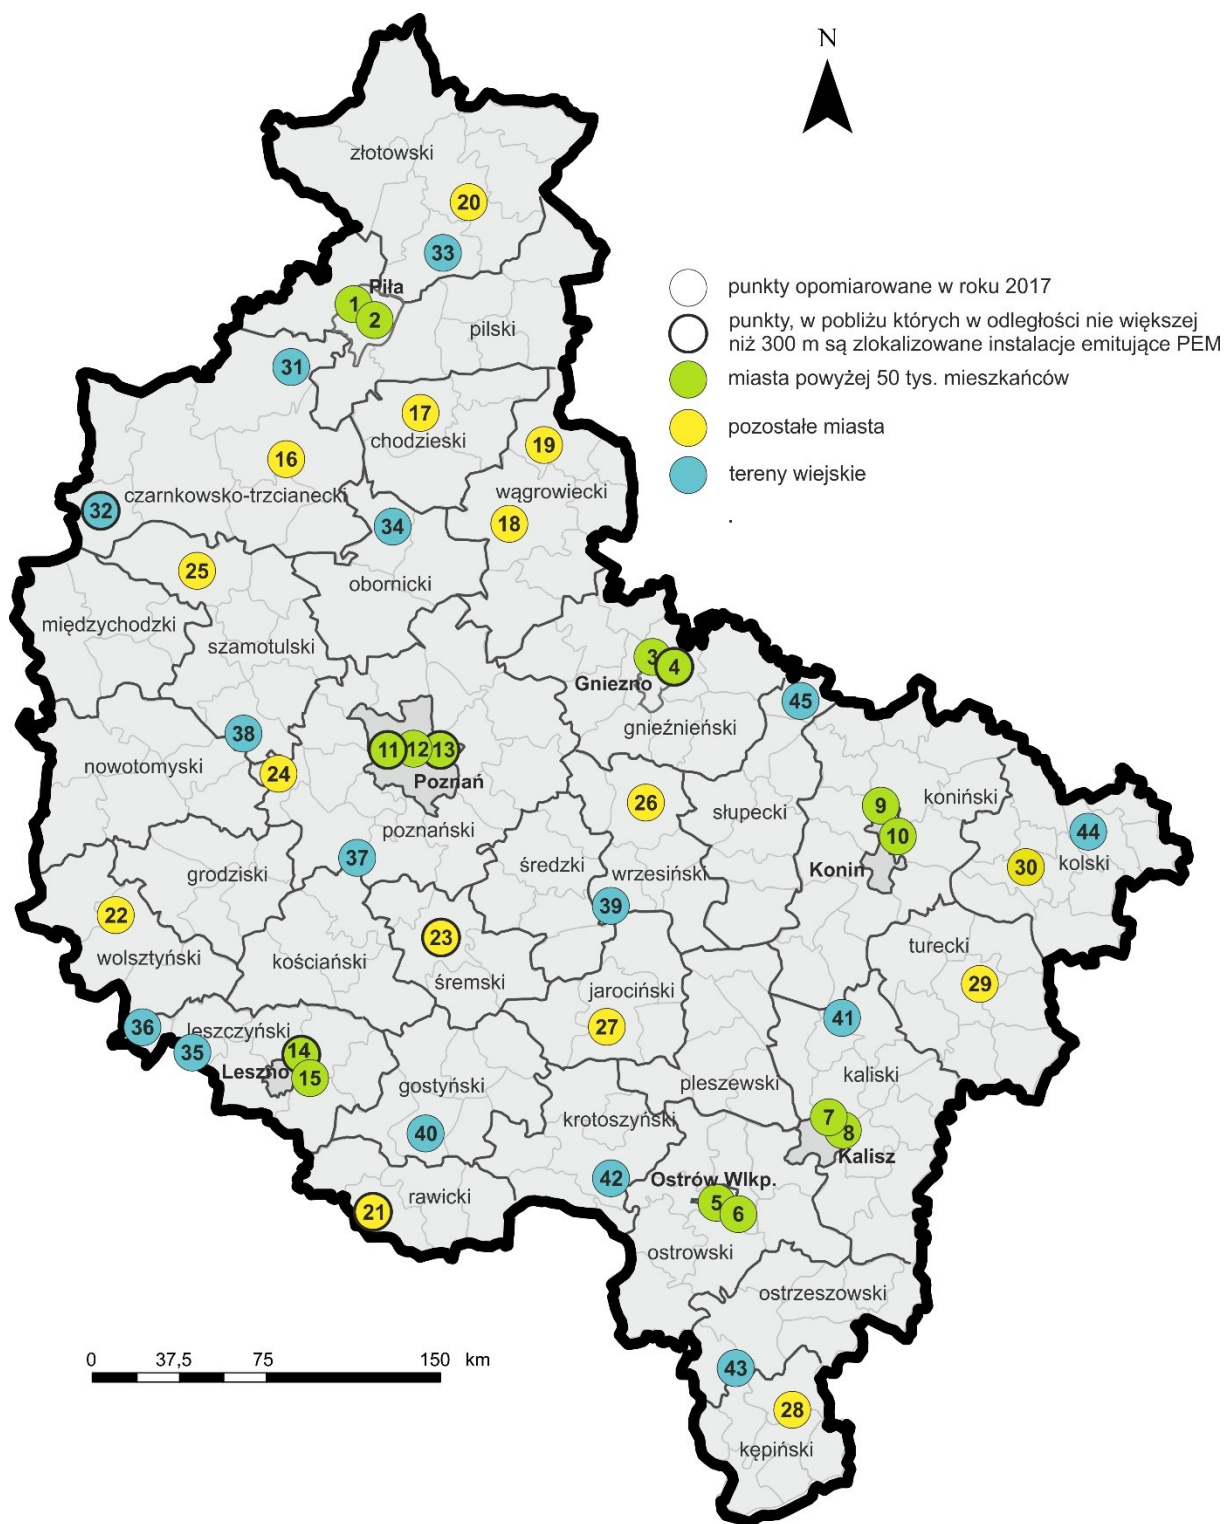 N
złotowski
20
33
Piła
1
2
pilski
punkty opomiarowane w roku 2017
punkty, w pobliżu których w odległości nie większej
niż 300 m są zlokalizowane instalacje emitujące PEM
miasta powyżej 50 tys. mieszkańców
pozostałe miasta
tereny wiejskie
.
31
17
chodzieski
19
16
czarnkowsko-trzcianecki
wągrowiecki
32
34
18
25
obornicki
międzychodzki
szamotulski
3
4
Gniezno
gnieźnieński
45
38
nowotomyski
24
11
12
13
Poznań
poznański
26
słupecki
9
10
koniński
Konin
44
kolski
30
37
grodziski
średzki
wrzesiński
39
22
wolsztyński
kościański
23
śremski
turecki
29
jarociński
27
41
36
35
leszczyński
14
15
Leszno
gostyński
pleszewski
kaliski
krotoszyński
7
8
Kalisz
40
42
Ostrów Wlkp.
5
6
rawicki
21
ostrowski
ostrzeszowski
0 37,5 75 150 km
43
28
kępiński